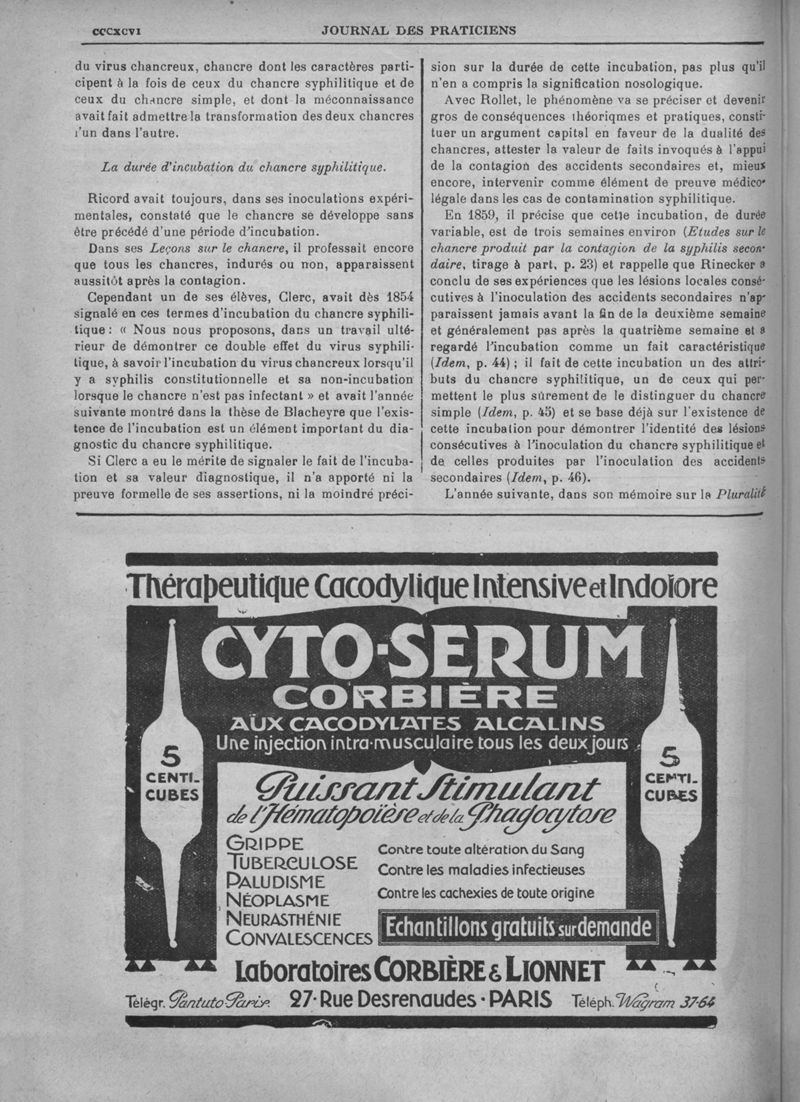 CCCXCVI
JOURNAL DES PRATICIENS
du virus chancreux, chancre dont les caractères parti-
cipent à la fois de ceux du chancre syphilitique et de
ceux du chancre simple, et dont la méconnaissance
avait fait admettre la transformation des deux chancres
l'un dans l'autre.
La durée d'incubation du chancre syphilitique.
Ricord avait toujours, dans ses inoculations expéri-
mentales, constaté que le chancre se développe sans
être précédé d'une période d'incubation.
Dans ses Leçons sur le chancre, il professait encore
que tous les chancres, indurés ou non, apparaissent
aussitôt après la contagion.
Cependant un de ses élèves, Clerc, avait dès 1854
signalé en ces termes d'incubation du chancre syphili-
tique : « Nous nous proposons, dans un travail ulté-
rieur de démontrer ce double effet du virus syphili-
tique, à savoir l'incubation du virus chancreux lorsqu'il
y a syphilis constitutionnelle et sa non-incubation
lorsque le chancre n'est pas infectant » et avait l'année
suivante montré dans la thèse de Blacheyre que l'exis-
tence de l'incubation est un élément important du dia-
gnostic du chancre syphilitique.
Si Clerc a eu le mérite de signaler le fait de l'incuba-
tion et sa valeur diagnostique, il n'a apporté ni la
preuve formelle de ses assertions, ni la moindre préci-
sion sur la durée de cette incubation, pas plus qu'il
n'en a compris la signification nosologique.
Avec Rollet, le phénomène va se préciser et devenir
gros de conséquences théoriqmes et pratiques, consti-
tuer un argument capital en faveur de la dualité des
chancres, attester la valeur de faits invoqués à l'appui
de la contagion des accidents secondaires et, mieux
encore, intervenir comme élément de preuve médico-
légale dans les cas de contamination syphilitique.
En 1859, il précise que cette incubation, de durée
variable, est de trois semaines environ (Etudes sur le
chancre produit par la contagion de la syphilis secon-
daire, tirage à part, p. 23) et rappelle que Rinecker a
conclu de ses expériences que les lésions locales consé-
cutives à l'inoculation des accidents secondaires n'ap-
paraissent jamais avant la fin de la deuxième semaine
et généralement pas après la quatrième semaine et a
regardé l'incubation comme un fait caractéristique
(Idem, p. 44) ; il fait de cette incubation un des attri-
buts du chancre syphilitique, un de ceux qui per-
mettent le plus sûrement de le distinguer du chancre
simple (Idem, p. 45) et se base déjà sur l'existence de
cette incubation pour démontrer l'identité des lésions
consécutives à l'inoculation du chancre syphilitique et
de celles produites par l'inoculation des accidents
secondaires (Idem, p. 46).
L'année suivante, dans son mémoire sur la Pluralité
Thérapeutique Cacodylique Intensive et Indolore
CYTO-SERUM
CORBIÈRE
AUX CACODYLATES ALCALINS
Une injection intra-musculaire tous les deux jours
5
CENTI-
CUBES
5
CENTI-
CUBES
Puissant Stimulant
de l'Hématopoïèse et de la Phagocytose
GRIPPE
TUBERCULOSE
PALUDISME
NÉOPLASME
NEURASTHÉNIE
CONVALESCENCES
Contre toute altération du Sang
Contre les maladies infectieuses
Contre les cachexies de toute origine
Echantillons gratuits sur demande
Laboratoires CORBIÈRE & LIONNET
Télégr. Pantuto-Paris. 27·Rue Desrenaudes·PARIS Téléph. Wagram 37-64